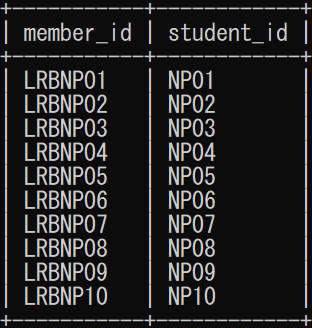 +-----------+------------+
| member_id | student_id |
+-----------+------------+
| LRBNP01 | NP01 |
| LRBNP02 | NP02 |
| LRBNP03 | NP03 |
| LRBNP04 | NP04 |
| LRBNP05 | NP05 |
| LRBNP06 | NP06 |
| LRBNP07 | NP07 |
| LRBNP08 | NP08 |
| LRBNP09 | NP09 |
| LRBNP10 | NP10 |
+-----------+------------+